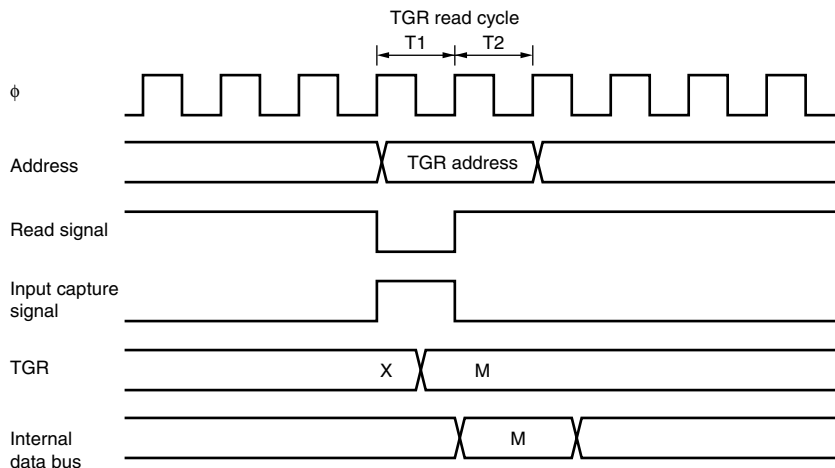 TGR read cycle
T1 T2
ϕ
Address
TGR address
Read signal
Input capture
signal
TGR
X M
Internal
data bus
M